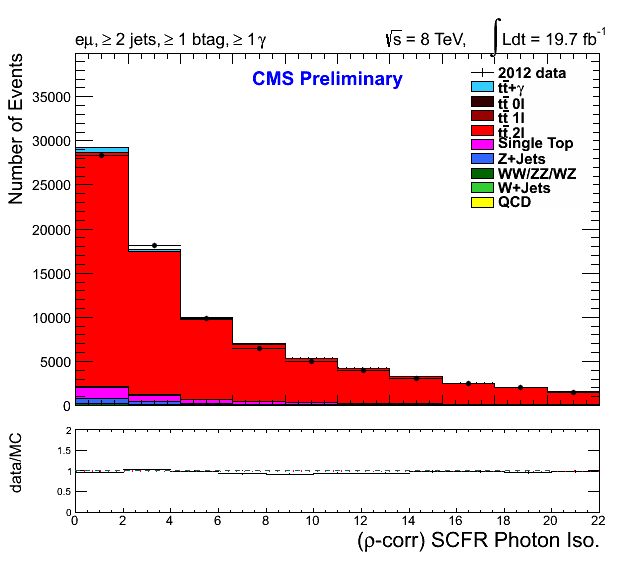 eμ, ≥ 2 jets, ≥ 1 btag, ≥ 1 γ
√s = 8 TeV, ∫ Ldt = 19.7 fb⁻¹
CMS Preliminary
Number of Events
35000
30000
25000
20000
15000
10000
5000
0
2012 data
tt̄+γ
tt̄ 0l
tt̄ 1l
tt̄ 2l
Single Top
Z+Jets
WW/ZZ/WZ
W+Jets
QCD
data/MC
2
1.5
1
0.5
0
0 2 4 6 8 10 12 14 16 18 20 22
(ρ-corr) SCFR Photon Iso.